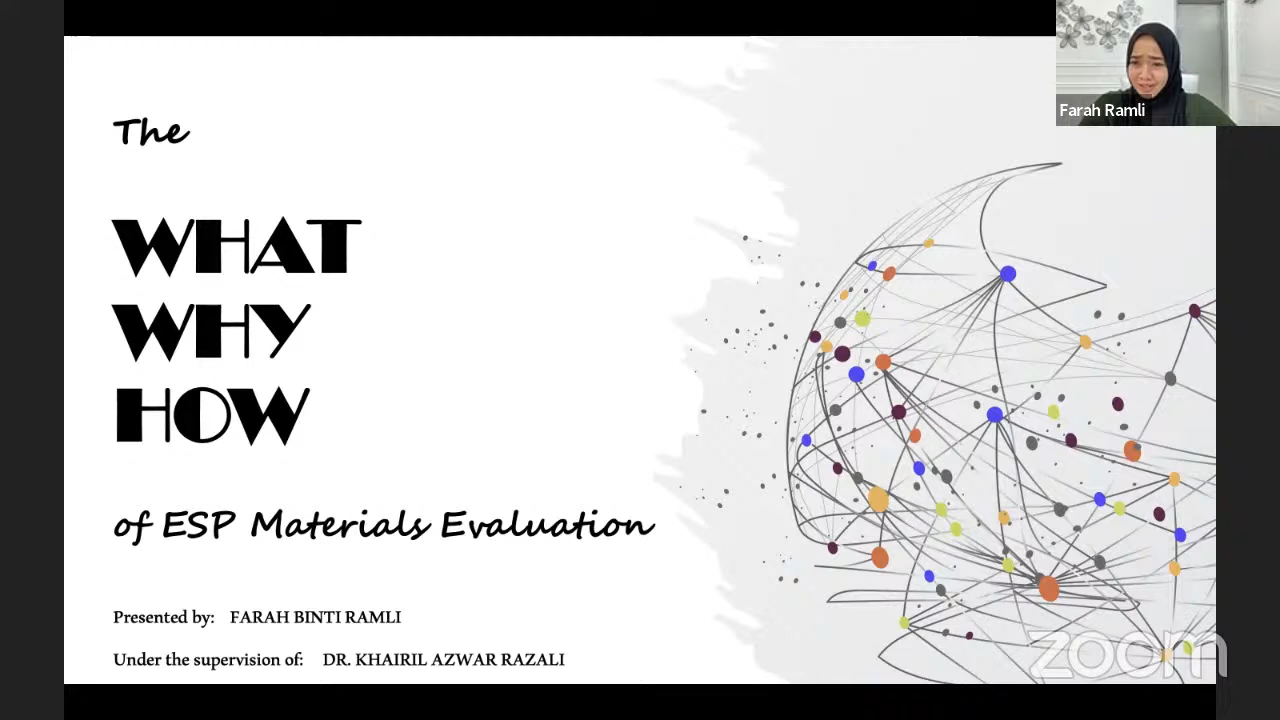 The
WHAT
WHY
HOW
of ESP Materials Evaluation
Presented by: FARAH BINTI RAMLI
Under the supervision of: DR. KHAIRIL AZWAR RAZALI
Farah Ramli
zoom